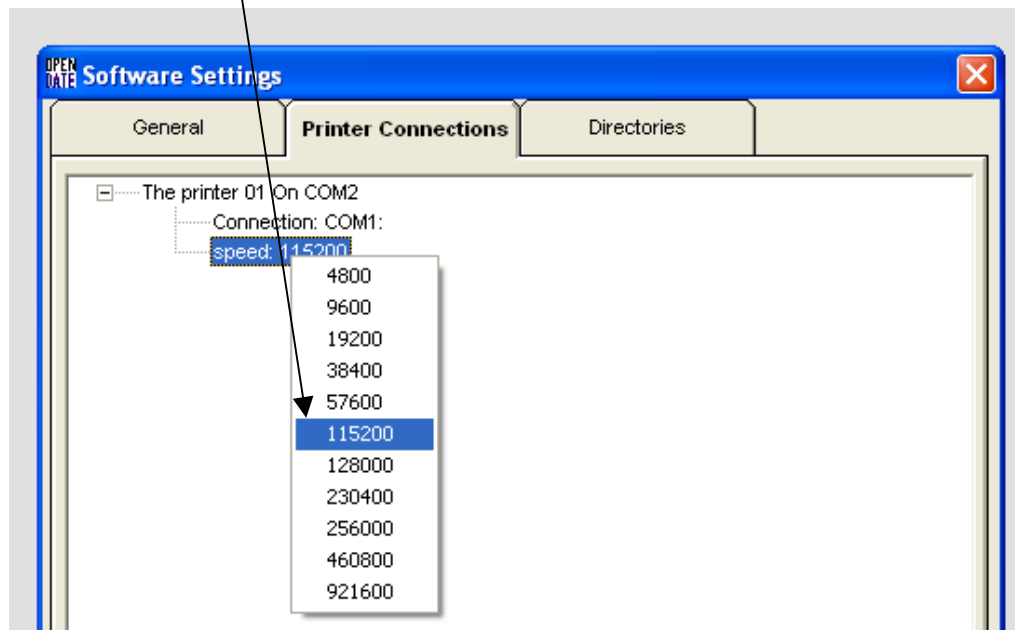 OPEN DATE Software Settings
General Printer Connections Directories
The printer 01 On COM2
Connection: COM1:
speed: 115200
4800
9600
19200
38400
57600
115200
128000
230400
256000
460800
921600